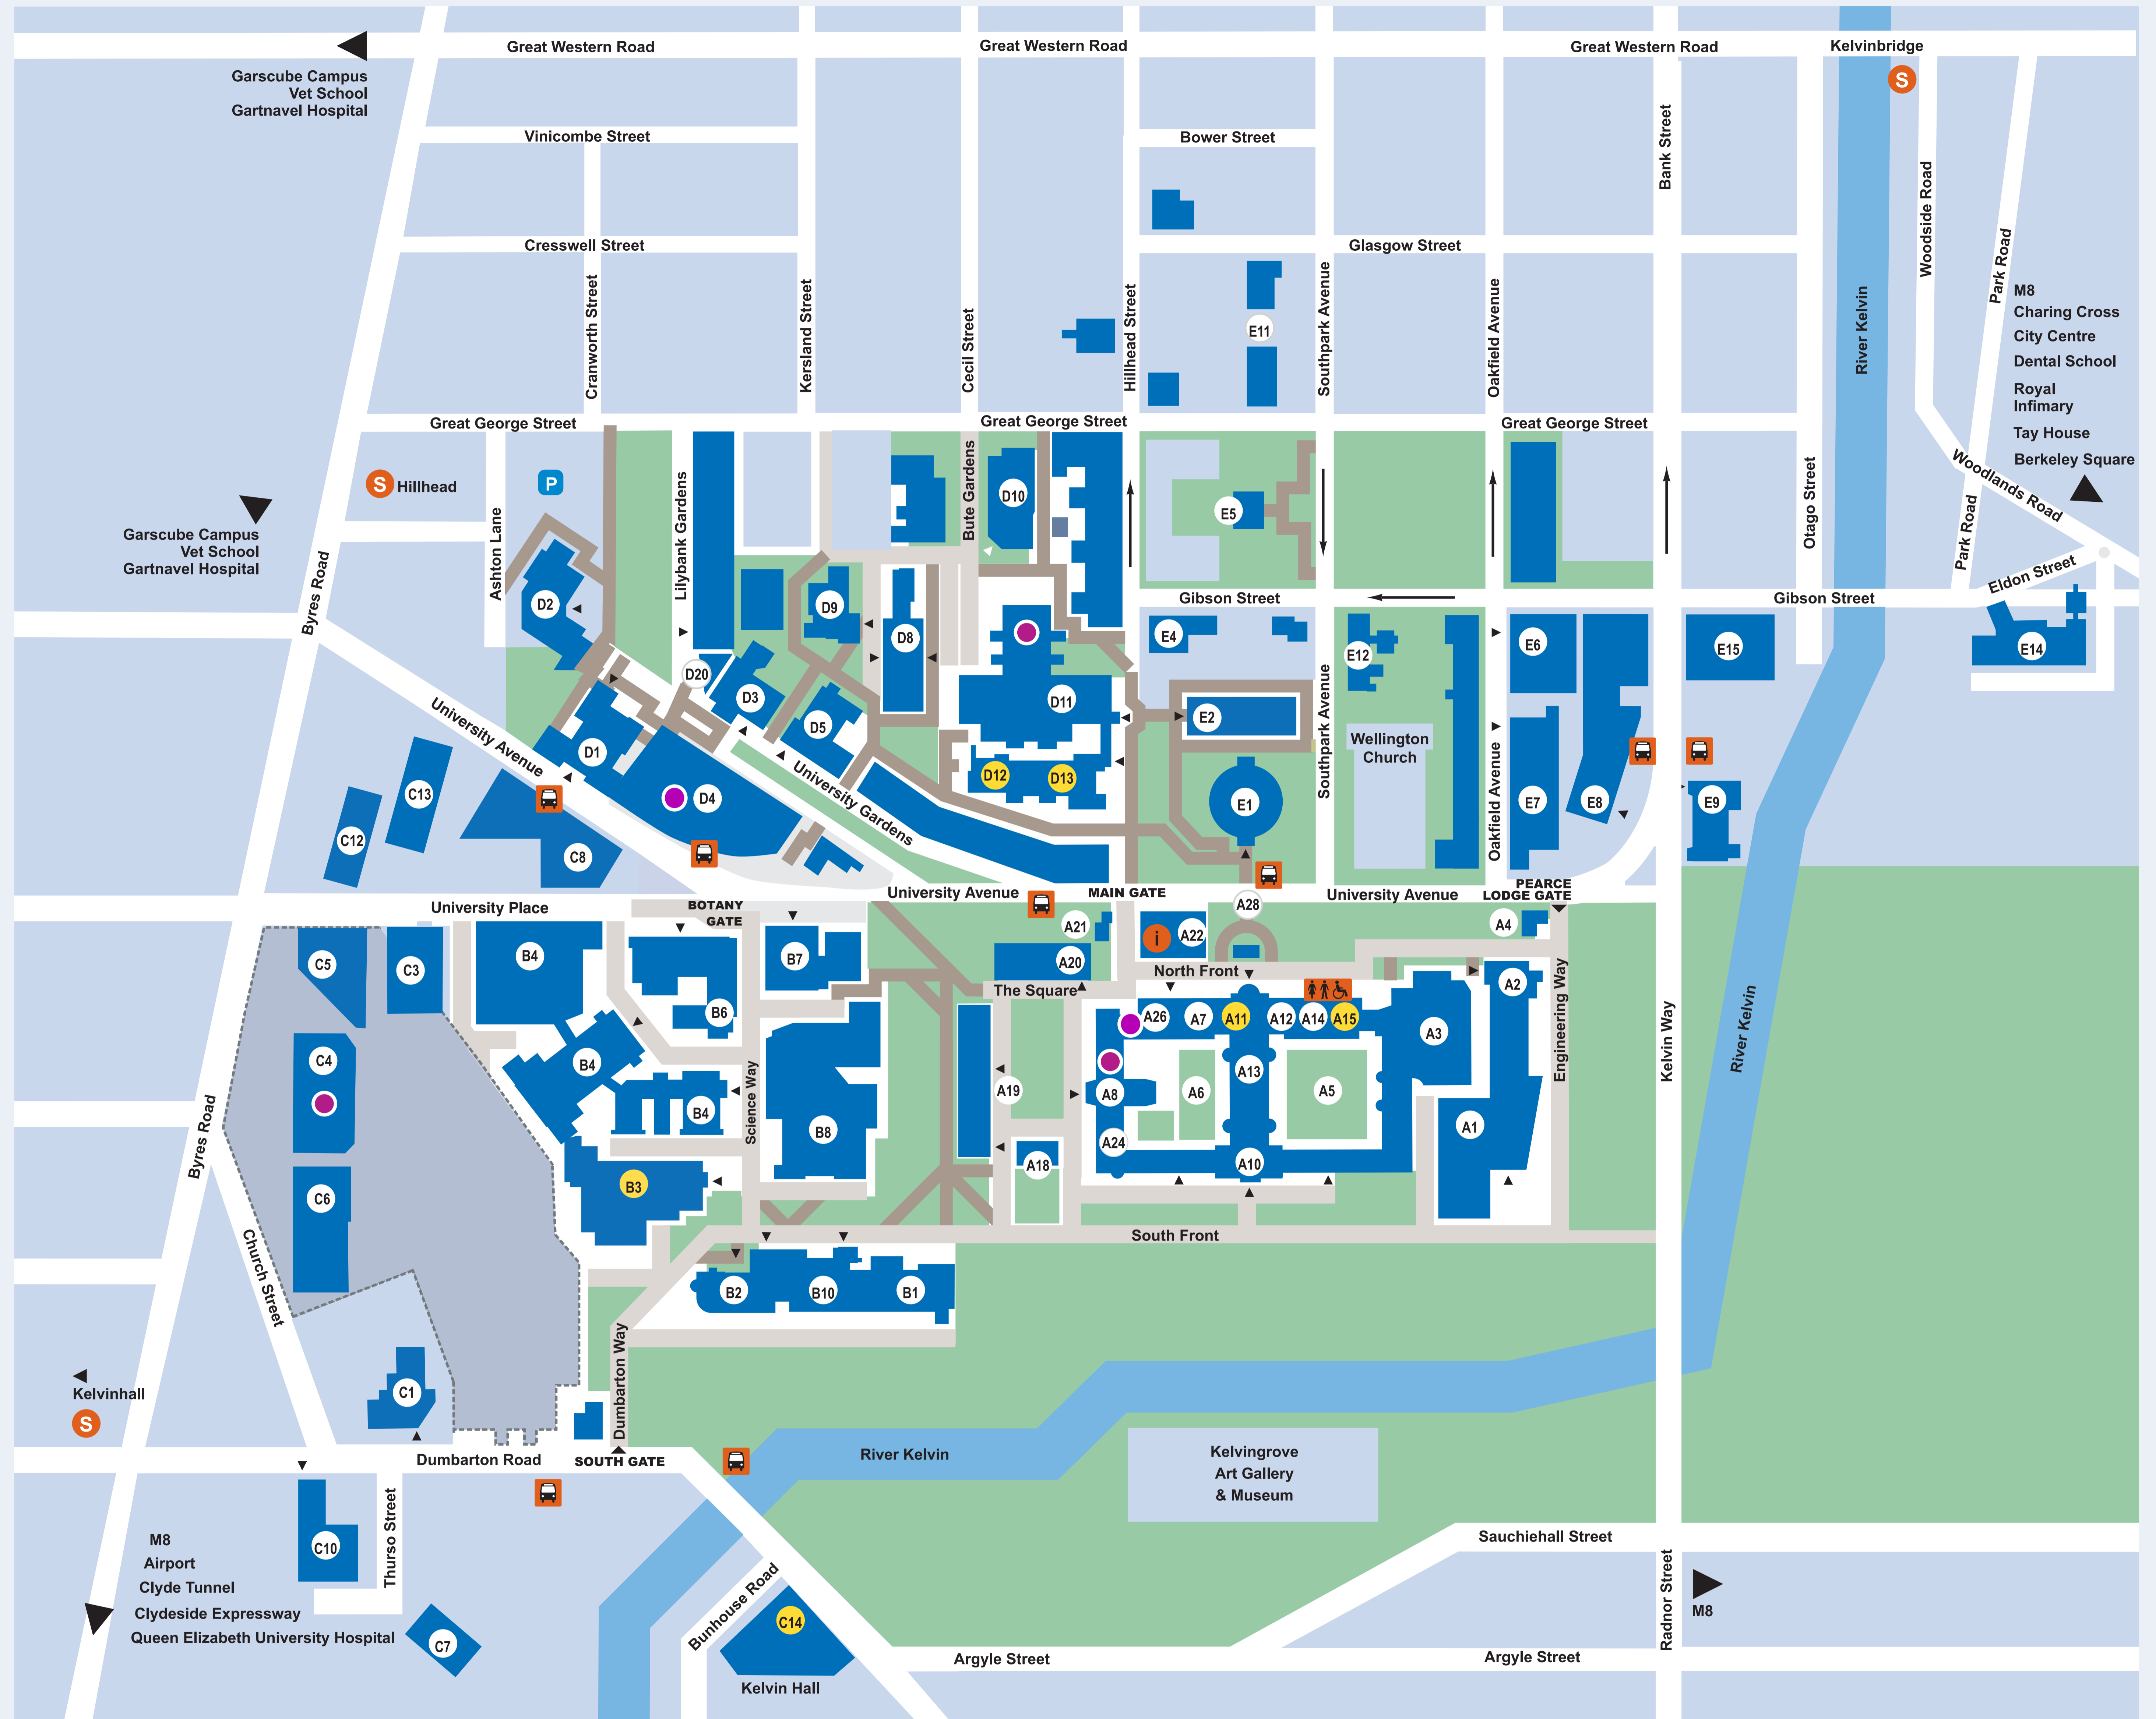 Great Western Road
Great Western Road
Great Western Road
Kelvinbridge
S
Garscube Campus
Vet School
Gartnavel Hospital
Vinicombe Street
Bower Street
Bank Street
Cresswell Street
Glasgow Street
Woodside Road
Park Road
Cranworth Street
Kersland Street
Cecil Street
Hillhead Street
Southpark Avenue
Oakfield Avenue
River Kelvin
E11
M8
Charing Cross
City Centre
Dental School
Royal
Infimary
Tay House
Berkeley Square
Great George Street
Great George Street
Great George Street
S Hillhead
P
Ashton Lane
Lilybank Gardens
Bute Gardens
D10
E5
Otago Street
Woodlands Road
Park Road
Eldon Street
Garscube Campus
Vet School
Gartnavel Hospital
Byres Road
Gibson Street
Gibson Street
D2
D9
D8
E4
E12
E6
E15
E14
D20
D3
D5
D11
E2
Southpark Avenue
Wellington
Church
Oakfield Avenue
University Avenue
D1
D4
D12
D13
E1
E7
E8
E9
University Gardens
C13
C12
C8
University Avenue
MAIN GATE
University Avenue
PEARCE
LODGE GATE
University Place
BOTANY
GATE
A28
A21
A22
i
A4
C5
C3
B4
B7
A20
North Front
The Square
A2
B6
A26
A7
A11
A12
A14
A15
A3
Engineering Way
Kelvin Way
River Kelvin
C4
B4
B4
Science Way
B8
A19
A8
A6
A13
A5
A1
Byres Road
A24
A18
A10
B3
C6
Church Street
South Front
B2
B10
B1
Dumbarton Way
Kelvinhall
S
C1
Dumbarton Road
SOUTH GATE
River Kelvin
Kelvingrove
Art Gallery
& Museum
Thurso Street
C10
M8
Airport
Clyde Tunnel
Clydeside Expressway
Queen Elizabeth University Hospital
C7
Bunhouse Road
C14
Kelvin Hall
Sauchiehall Street
Radnor Street
M8
Argyle Street
Argyle Street